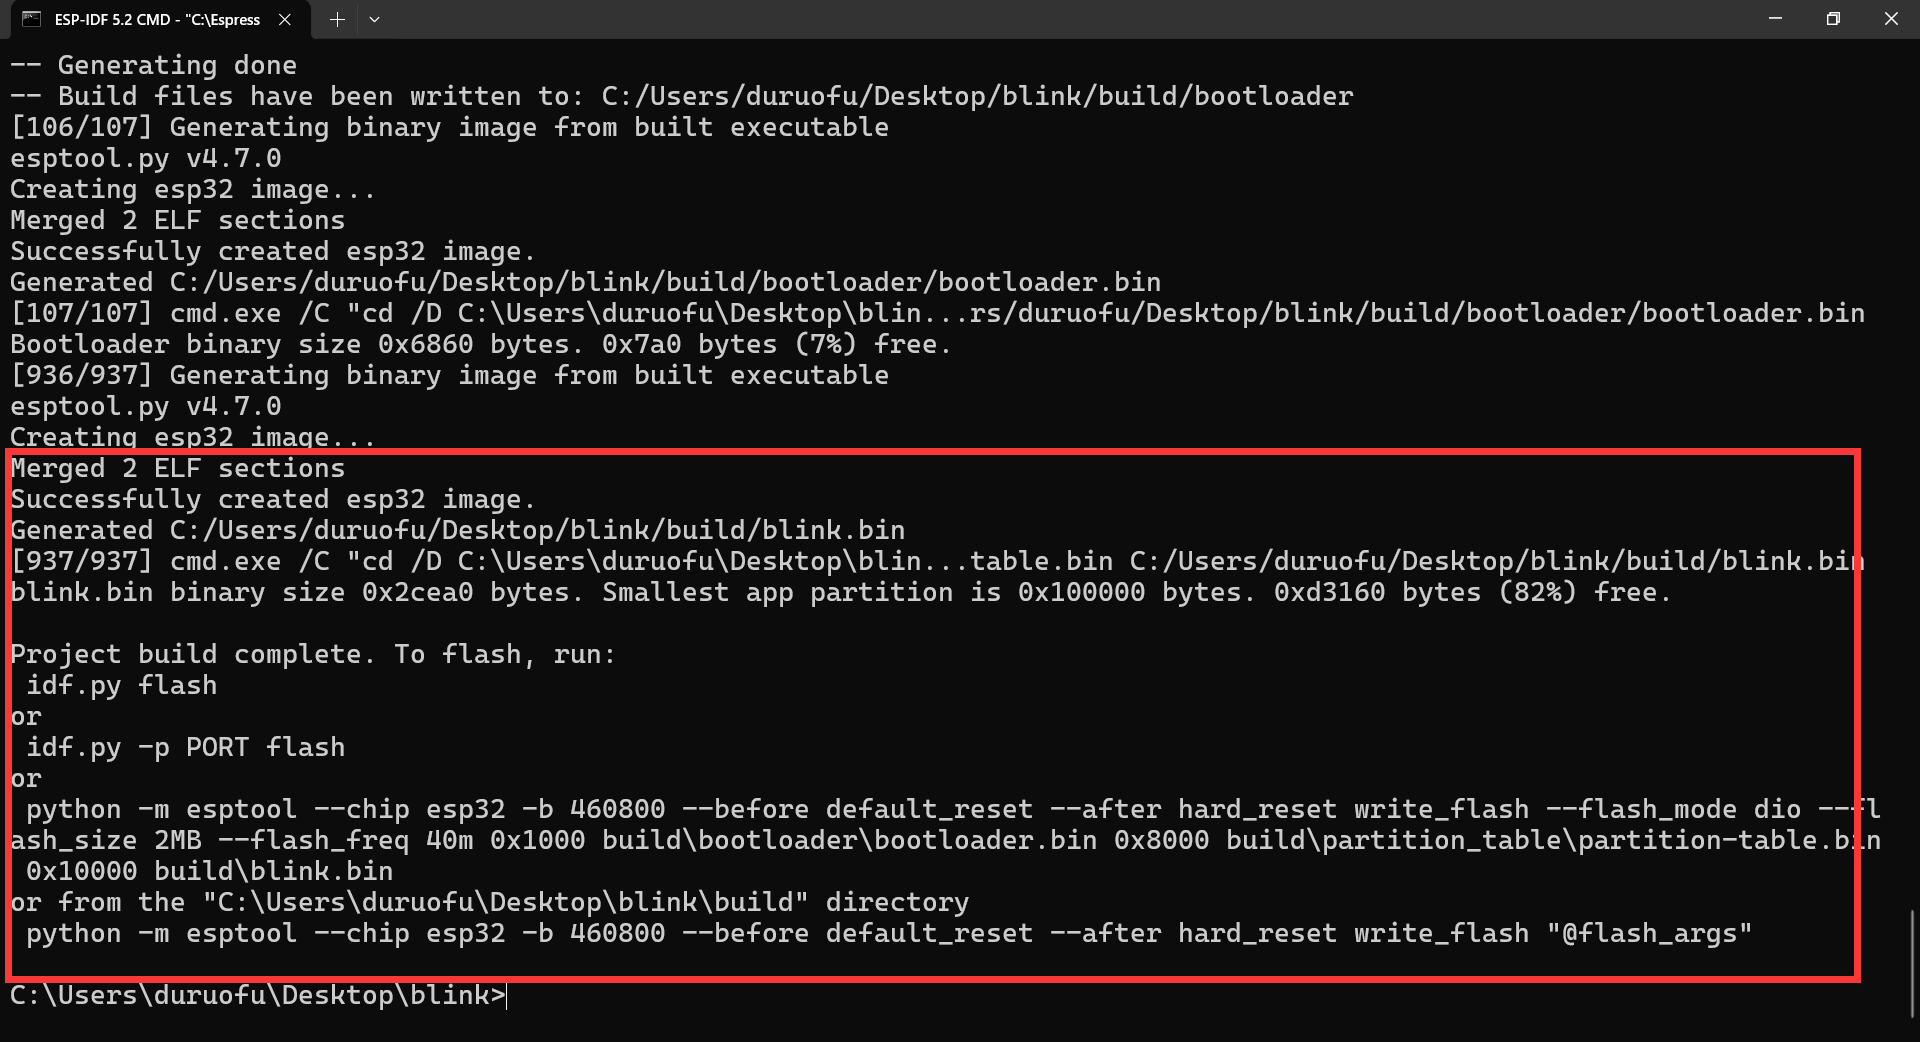 ESP-IDF 5.2 CMD - "C:\Espress
-- Generating done
-- Build files have been written to: C:/Users/duruofu/Desktop/blink/build/bootloader
[106/107] Generating binary image from built executable
esptool.py v4.7.0
Creating esp32 image...
Merged 2 ELF sections
Successfully created esp32 image.
Generated C:/Users/duruofu/Desktop/blink/build/bootloader/bootloader.bin
[107/107] cmd.exe /C "cd /D C:\Users\duruofu\Desktop\blin...rs/duruofu/Desktop/blink/build/bootloader/bootloader.bin
Bootloader binary size 0x6860 bytes. 0x7a0 bytes (7%) free.
[936/937] Generating binary image from built executable
esptool.py v4.7.0
Creating esp32 image...
Merged 2 ELF sections
Successfully created esp32 image.
Generated C:/Users/duruofu/Desktop/blink/build/blink.bin
[937/937] cmd.exe /C "cd /D C:\Users\duruofu\Desktop\blin...table.bin C:/Users/duruofu/Desktop/blink/build/blink.bin
blink.bin binary size 0x2cea0 bytes. Smallest app partition is 0x100000 bytes. 0xd3160 bytes (82%) free.
Project build complete. To flash, run:
idf.py flash
or
idf.py -p PORT flash
or
python -m esptool --chip esp32 -b 460800 --before default_reset --after hard_reset write_flash --flash_mode dio --fl
ash_size 2MB --flash_freq 40m 0x1000 build\bootloader\bootloader.bin 0x8000 build\partition_table\partition-table.bin
0x10000 build\blink.bin
or from the "C:\Users\duruofu\Desktop\blink\build" directory
python -m esptool --chip esp32 -b 460800 --before default_reset --after hard_reset write_flash "@flash_args"
C:\Users\duruofu\Desktop\blink>